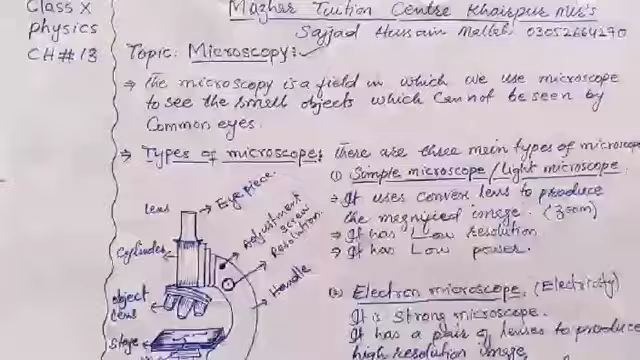 Class X
physics
CH # 13
Mazhar Tuition Centre Khairpur Mir's
Sajjad Hussain 03052664270
Topic: Microscopy:
→ The microscopy is a field in which we use microscope
to see the small objects which cannot be seen by
Common eyes.
→ Types of microscope: There are three main types of microscope
(1) Simple microscope / light microscope
→ It uses convex lens to produce
the magnified image. (zoom)
→ It has Low resolution
→ It has Low power.
(2) Electron microscope. (Electricity)
It is strong microscope.
It has a pair of lenses to produce
high resolution image.
Lens
Eye piece.
Adjustment
screw
Resolution.
Cylinder
Handle
object
Lens
Stage